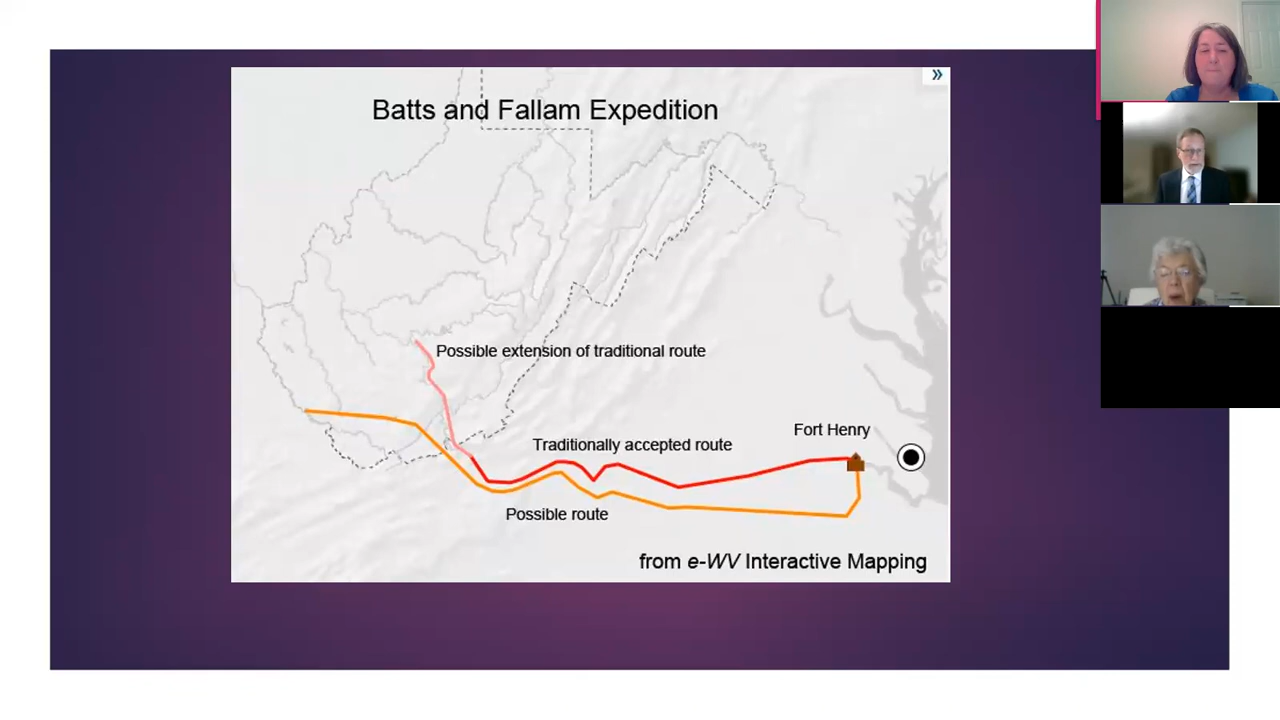 »
Batts and Fallam Expedition
Possible extension of traditional route
Fort Henry
Traditionally accepted route
Possible route
from e-WV Interactive Mapping